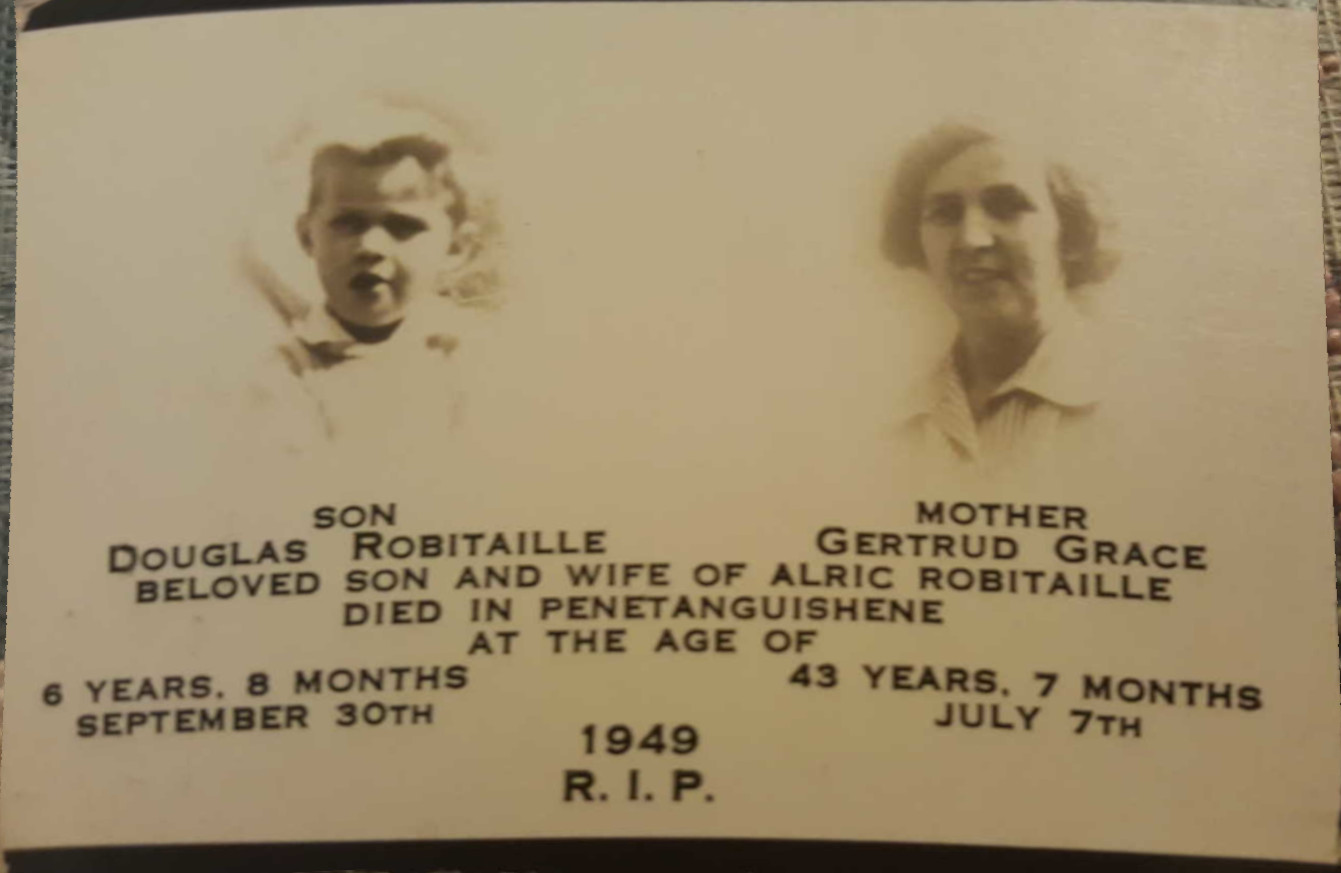 SON MOTHER
DOUGLAS ROBITAILLE GERTRUD GRACE
BELOVED SON AND WIFE OF ALRIC ROBITAILLE
DIED IN PENETANGUISHENE
AT THE AGE OF
6 YEARS. 8 MONTHS 43 YEARS. 7 MONTHS
SEPTEMBER 30TH JULY 7TH
1949
R. I. P.